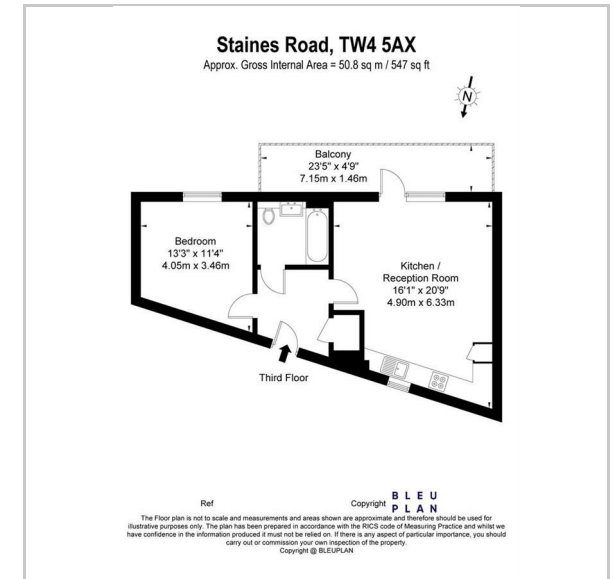 Staines Road, TW4 5AX
Approx. Gross Internal Area = 50.8 sq m / 547 sq ft
N
Balcony
23'5" x 4'9"
7.15m x 1.46m
Bedroom
13'3" x 11'4"
4.05m x 3.46m
Kitchen /
Reception Room
16'1" x 20'9"
4.90m x 6.33m
Third Floor
Ref
Copyright
BLEU
PLAN
The Floor plan is not to scale and measurements and areas shown are approximate and therefore should be used for
illustrative purposes only. The plan has been prepared in accordance with the RICS code of Measuring Practice and whilst we
have confidence in the information produced it must not be relied on. If there is any aspect of particular importance, you should
carry out or commission your own inspection of the property.
Copyright @ BLEUPLAN